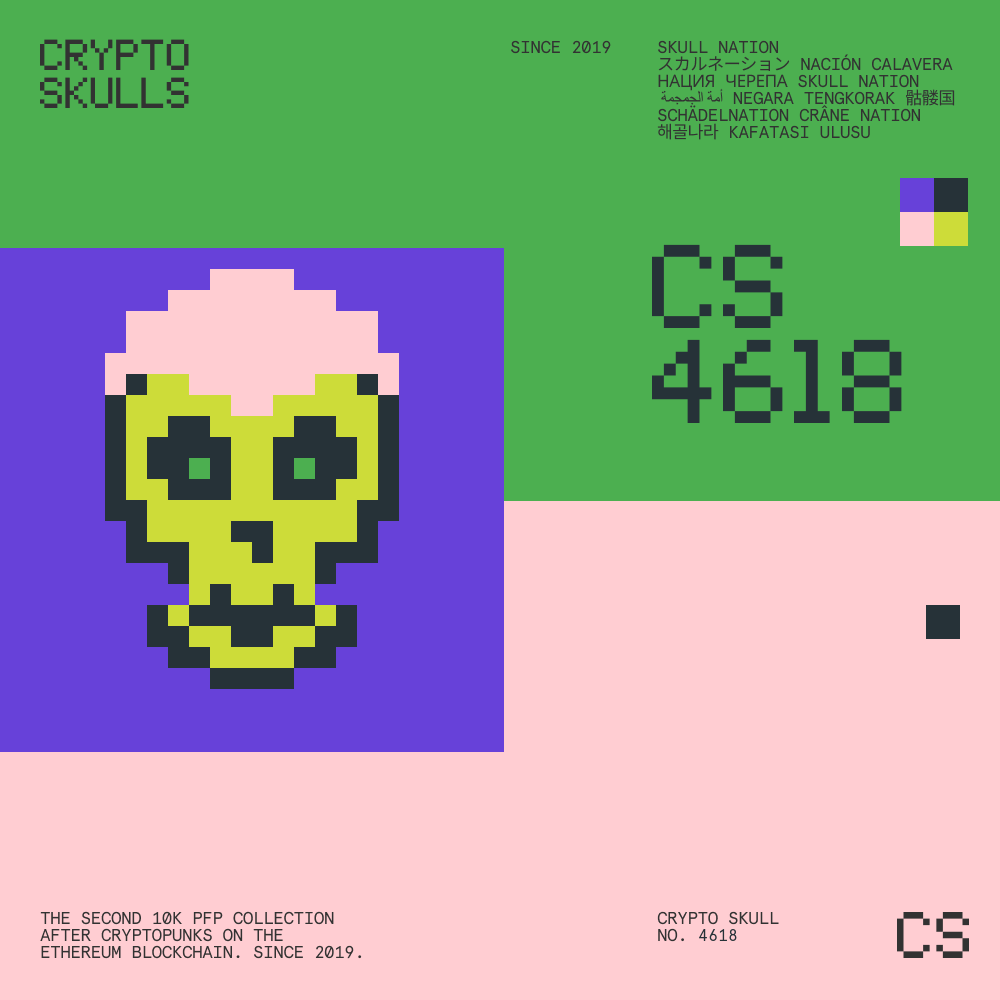 CRYPTO
SKULLS
SINCE 2019
SKULL NATION
スカルネーション NACIÓN CALAVERA
НАЦИЯ ЧЕРЕПА SKULL NATION
أمة الجمجمة NEGARA TENGKORAK 骷髅国
SCHÄDELNATION CRÂNE NATION
해골나라 KAFATASI ULUSU
CS
4618
THE SECOND 10K PFP COLLECTION
AFTER CRYPTOPUNKS ON THE
ETHEREUM BLOCKCHAIN. SINCE 2019.
CRYPTO SKULL
NO. 4618
CS